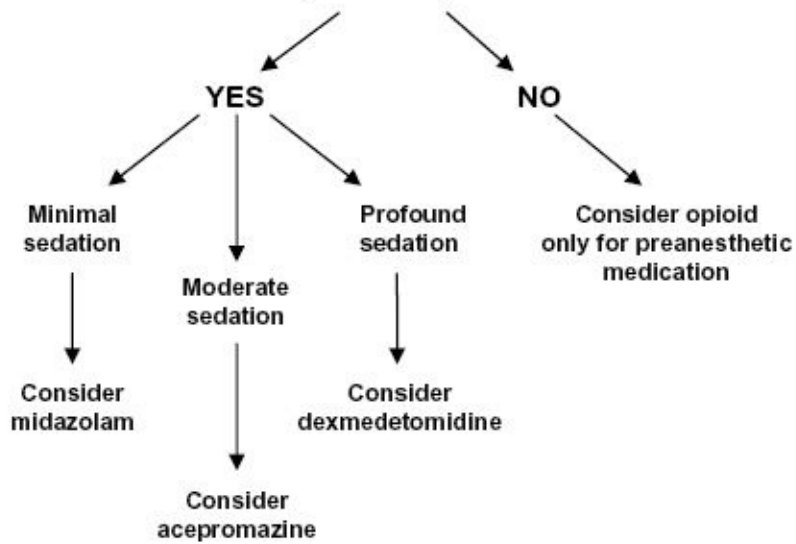 YES
NO
Minimal
sedation
Profound
sedation
Consider opioid
only for preanesthetic
medication
Moderate
sedation
Consider
midazolam
Consider
dexmedetomidine
Consider
acepromazine